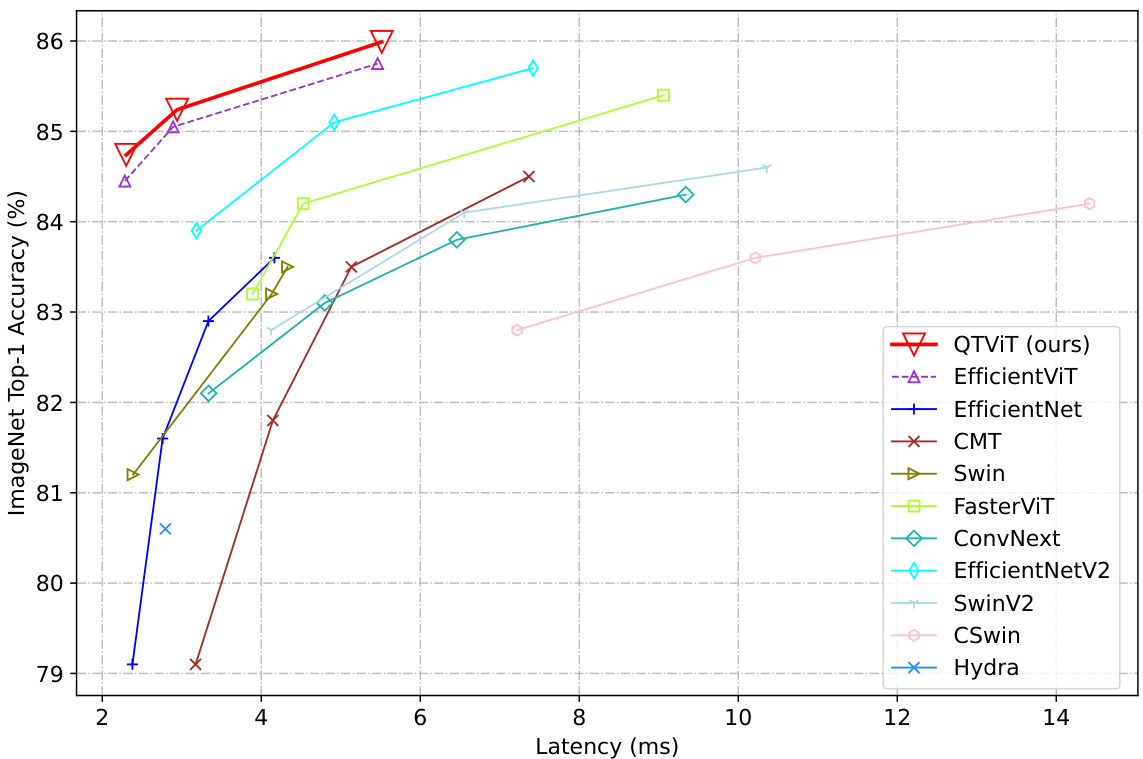 86
85
84
83
82
81
80
79
ImageNet Top-1 Accuracy (%)
QTViT (ours)
EfficientViT
EfficientNet
CMT
Swin
FasterViT
ConvNext
EfficientNetV2
SwinV2
CSwin
Hydra
2 4 6 8 10 12 14
Latency (ms)